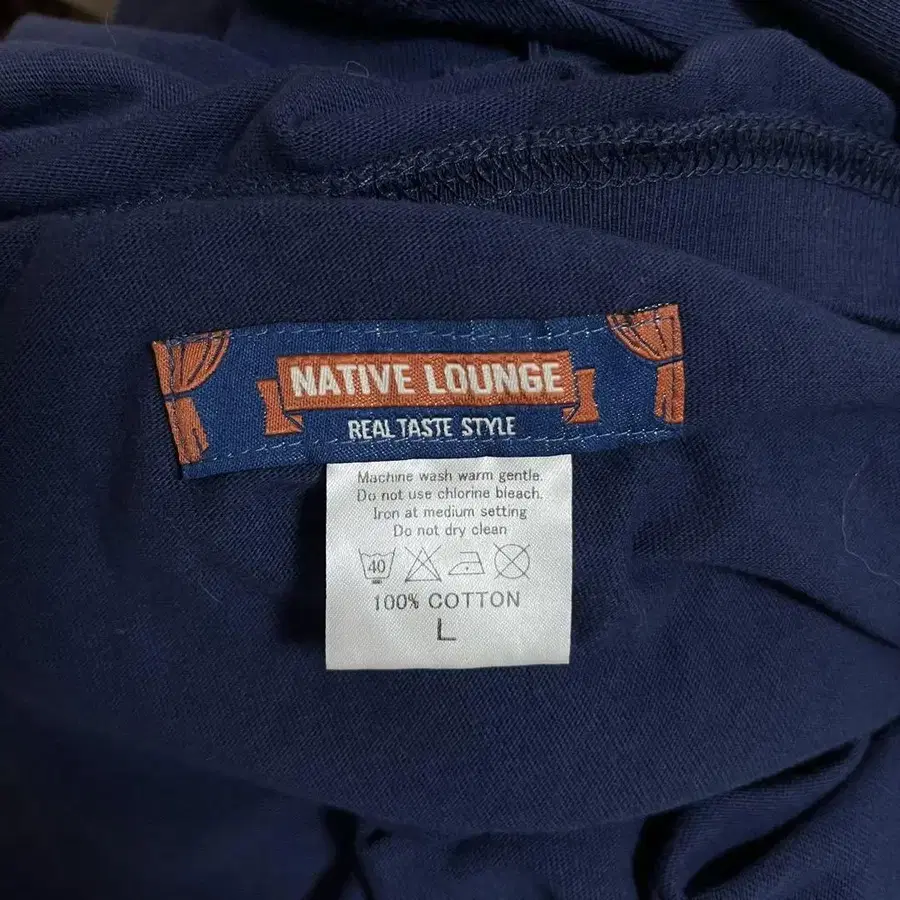 NATIVE LOUNGE
REAL TASTE STYLE
Machine wash warm gentle.
Do not use chlorine bleach.
Iron at medium setting
Do not dry clean
40
100% COTTON
L